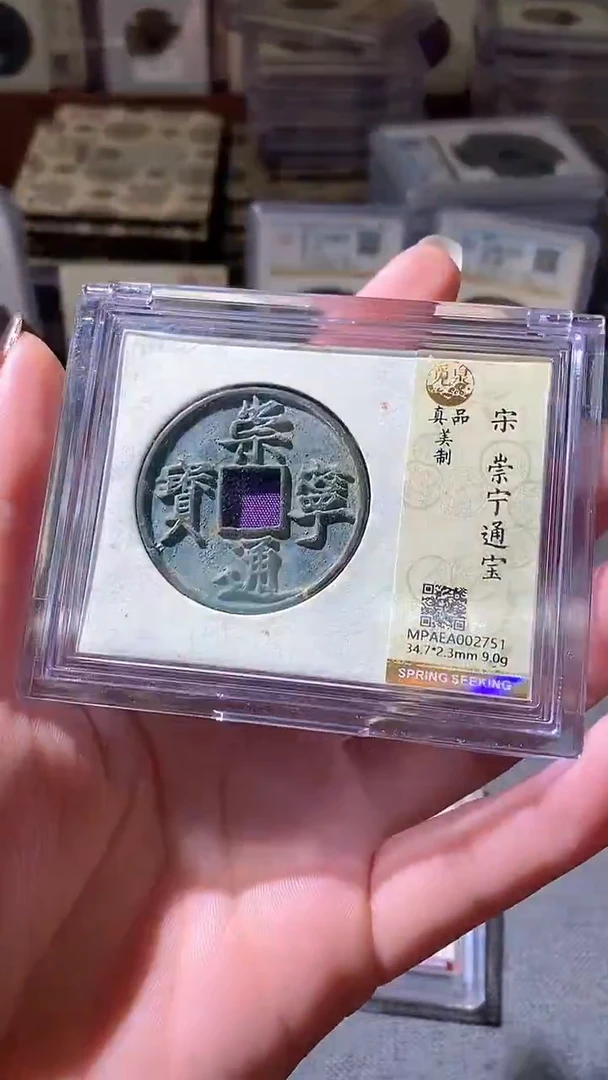 崇寧通寶
真品
美制
宋 崇宁通宝
MPAEA002751
34.7*2.3mm 9.0g
SPRING SEEKING